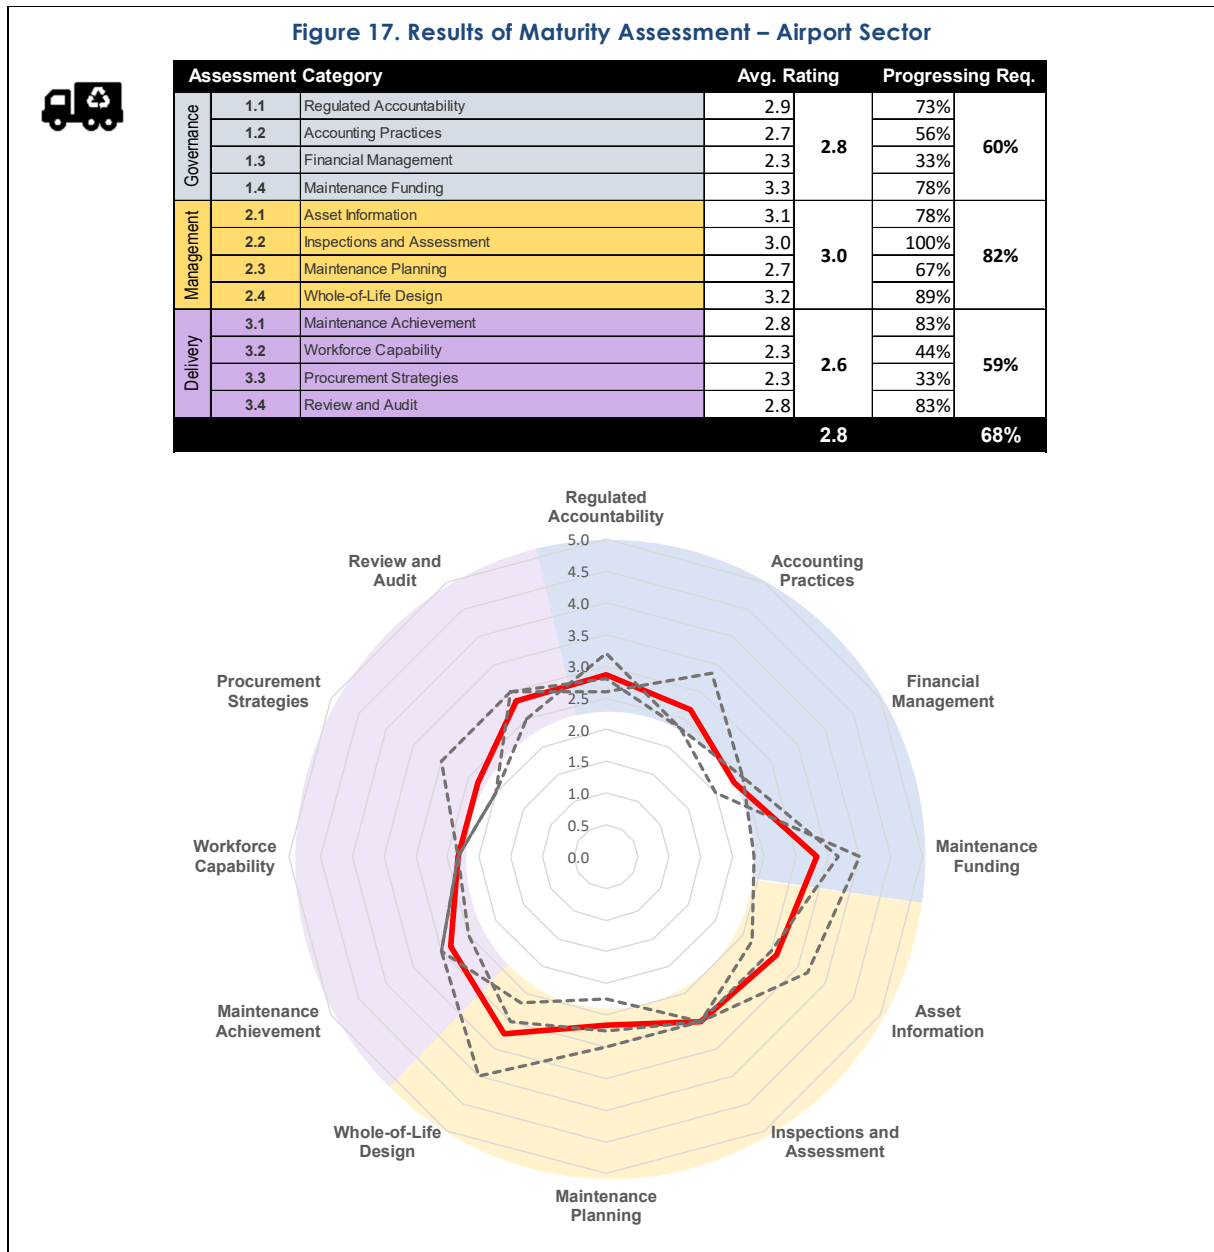 Figure 17. Results of Maturity Assessment – Airport Sector
Assessment Category Avg. Rating Progressing Req.
Governance
1.1 Regulated Accountability 2.9 73%
1.2 Accounting Practices 2.7 56%
2.8 60%
1.3 Financial Management 2.3 33%
1.4 Maintenance Funding 3.3 78%
Management
2.1 Asset Information 3.1 78%
2.2 Inspections and Assessment 3.0 100%
3.0 82%
2.3 Maintenance Planning 2.7 67%
2.4 Whole-of-Life Design 3.2 89%
Delivery
3.1 Maintenance Achievement 2.8 83%
3.2 Workforce Capability 2.3 44%
2.6 59%
3.3 Procurement Strategies 2.3 33%
3.4 Review and Audit 2.8 83%
2.8 68%
Regulated
Accountability
Accounting
Practices
Financial
Management
Maintenance
Funding
Asset
Information
Inspections and
Assessment
Maintenance
Planning
Whole-of-Life
Design
Maintenance
Achievement
Workforce
Capability
Procurement
Strategies
Review and
Audit
5.0
4.5
4.0
3.5
3.0
2.5
2.0
1.5
1.0
0.5
0.0